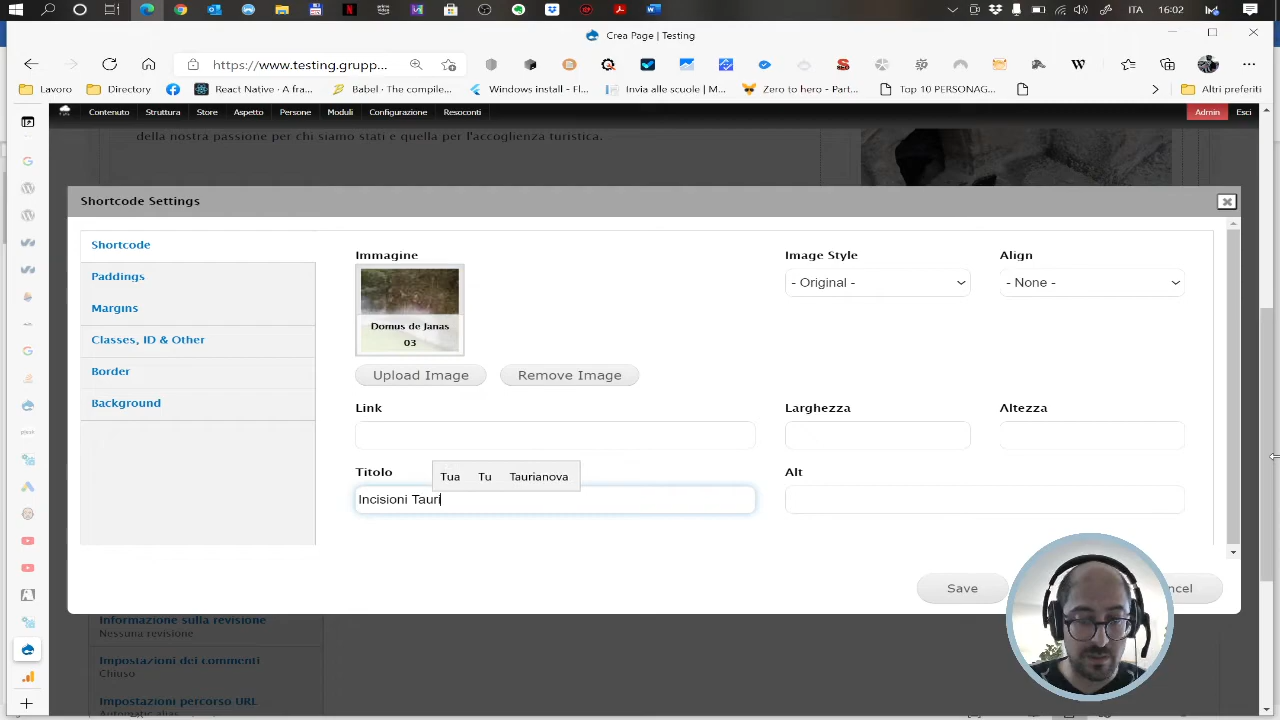 ITA 16:02
Crea Page | Testing
https://www.testing.grupp...
Lavoro Directory React Native · A fra... Babel · The compile... Windows install – F... Invia alle scuole | M... Zero to hero – part... Top 10 PERSONAG... Altri preferiti
Contenuto Struttura Store Aspetto Persone Moduli Configurazione Resoconti Admin Esci
della nostra passione per chi siamo stati e quella per l'accoglienza turistica.
Shortcode Settings
Shortcode
Paddings
Margins
Classes, ID & Other
Border
Background
Immagine
Domus de Janas
03
Upload Image Remove Image
Image Style Align
- Original - - None -
Link Larghezza Altezza
Titolo Alt
Tua Tu Taurianova
Incisioni Tauri
Save ncel
Informazione sulla revisione
Nessuna revisione
Impostazioni dei commenti
Chiuso
Impostazioni percorso URL
Automatic alias